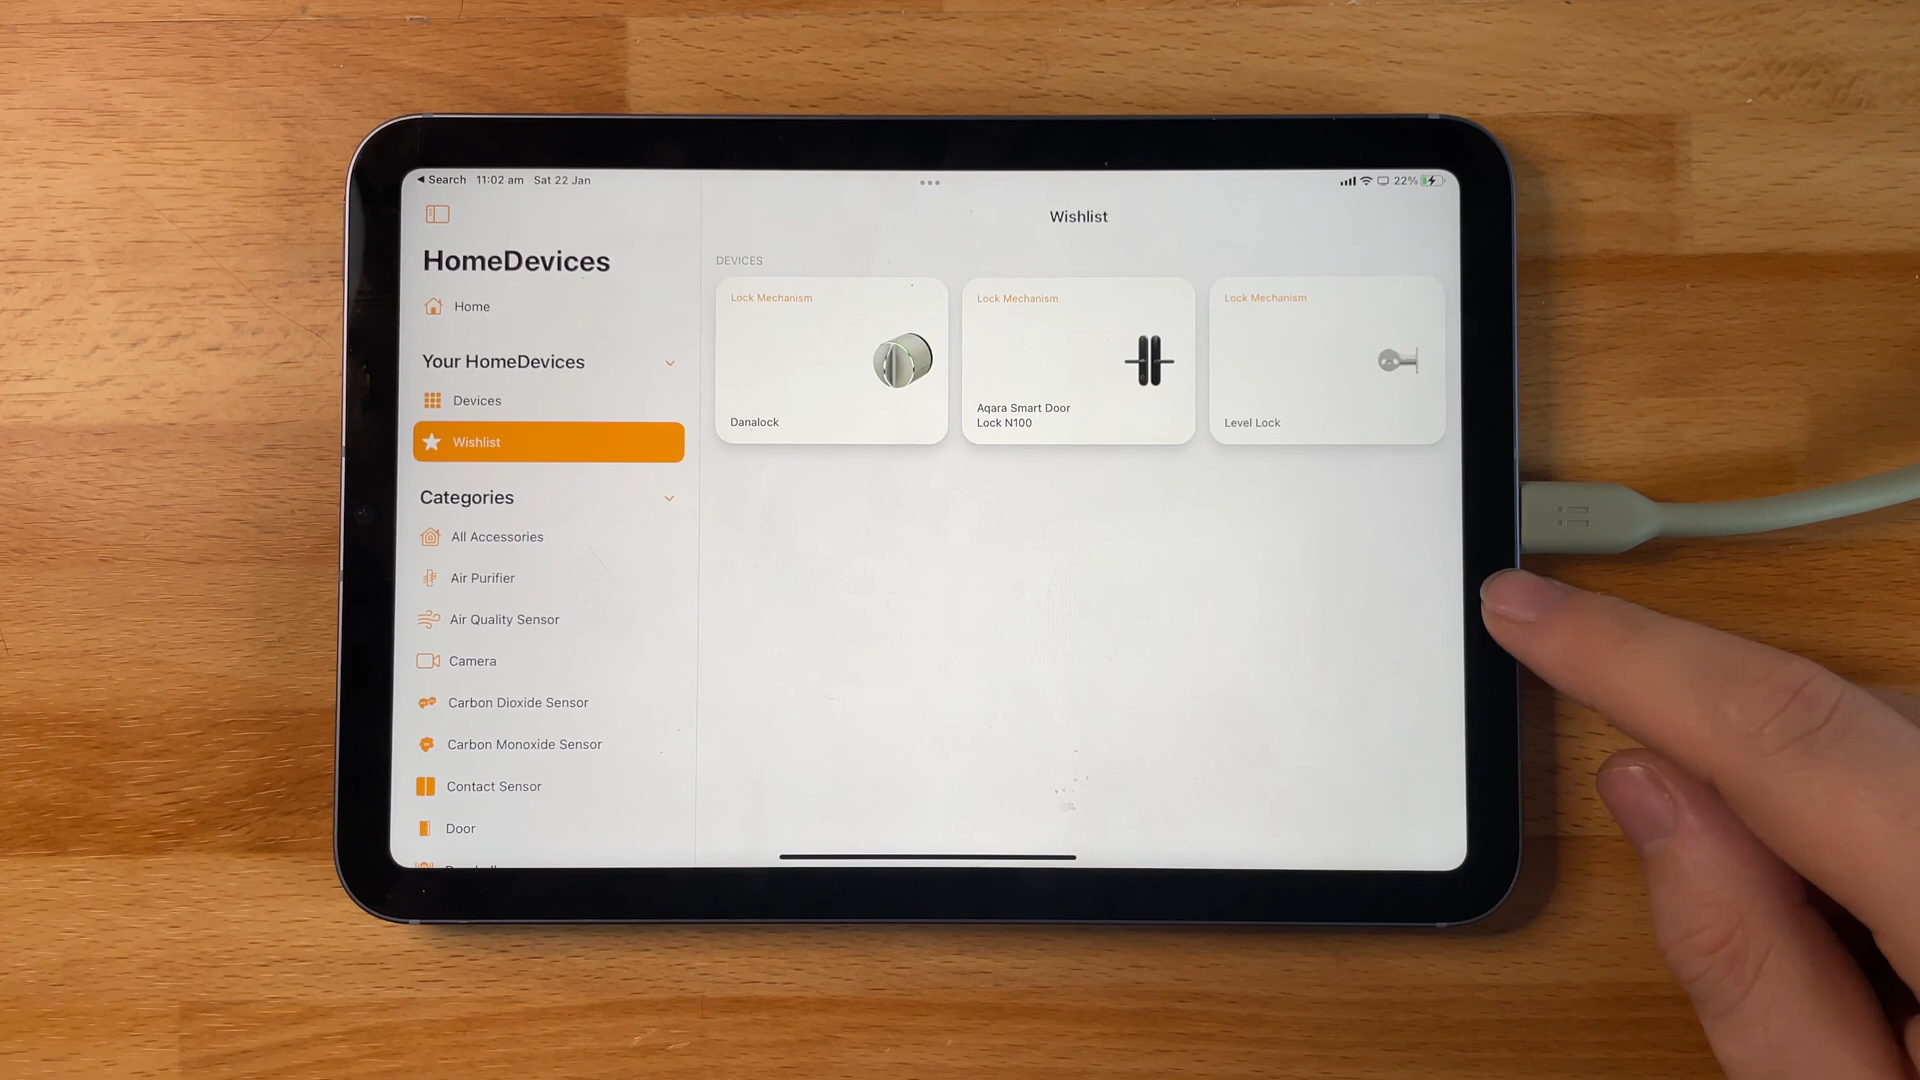 Search 11:02 am Sat 22 Jan
22%
HomeDevices
Home
Your HomeDevices
Devices
Wishlist
Categories
All Accessories
Air Purifier
Air Quality Sensor
Camera
Carbon Dioxide Sensor
Carbon Monoxide Sensor
Contact Sensor
Door
Wishlist
DEVICES
Lock Mechanism
Danalock
Lock Mechanism
Aqara Smart Door
Lock N100
Lock Mechanism
Level Lock